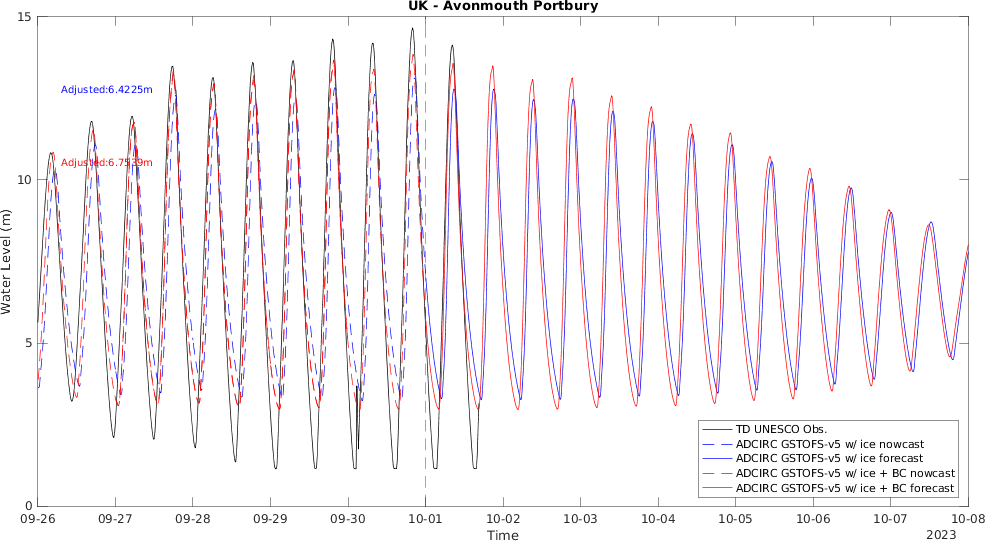 UK - Avonmouth Portbury
15
10
5
0
Water Level (m)
Adjusted:6.4225m
Adjusted:6.7539m
TD UNESCO Obs.
ADCIRC GSTOFS-v5 w/ ice nowcast
ADCIRC GSTOFS-v5 w/ ice forecast
ADCIRC GSTOFS-v5 w/ ice + BC nowcast
ADCIRC GSTOFS-v5 w/ ice + BC forecast
09-26 09-27 09-28 09-29 09-30 10-01 10-02 10-03 10-04 10-05 10-06 10-07 10-08
Time
2023